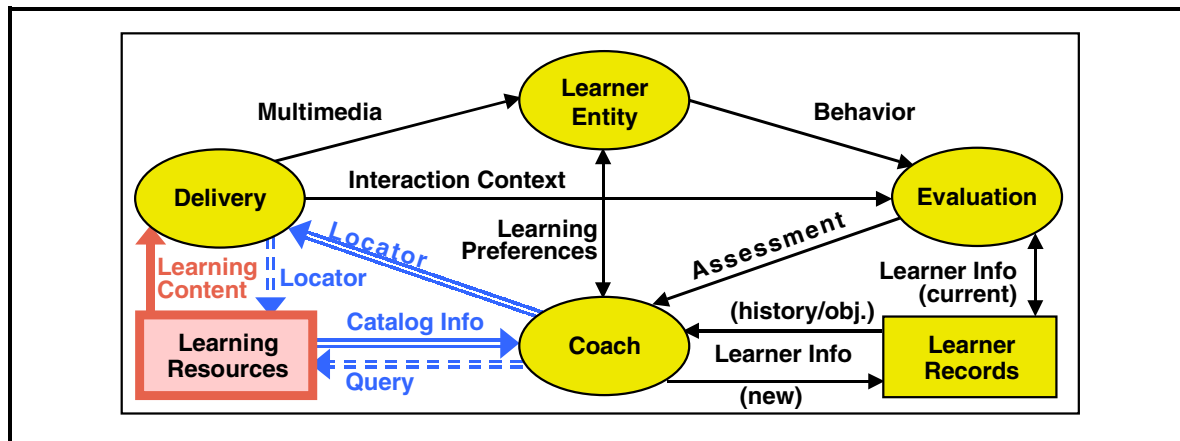 Learner
Entity
Multimedia
Behavior
Delivery
Interaction Context
Evaluation
Locator
Learning
Preferences
Assessment
Learning
Content
Locator
Learner Info
(current)
Learning
Resources
Catalog Info
Query
Coach
(history/obj.)
Learner Info
(new)
Learner
Records